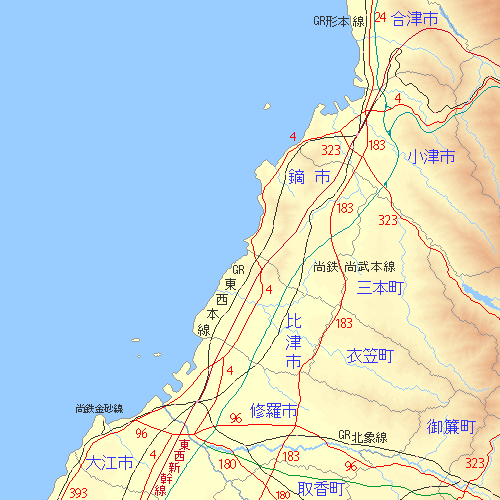 24
合津市
GR形本線
4
4
323
183
小津市
鏑市
183
323
GR東西本線
尚鉄尚武本線
4
三本町
183
比津市
衣笠町
4
尚鉄金砂線
修羅市
96
96
御簾町
GR北象線
東西新幹線
4
大江市
183
180
96
323
取香町
393
180